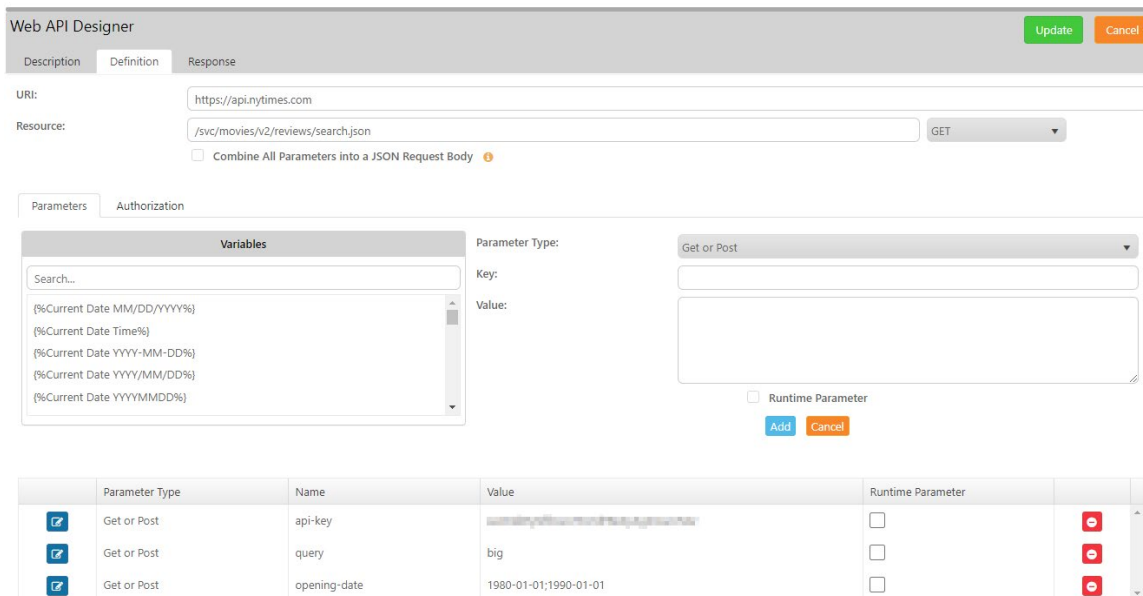 Web API Designer
Update
Cancel
Description Definition Response
URI:
https://api.nytimes.com
Resource:
/svc/movies/v2/reviews/search.json
GET
Combine All Parameters into a JSON Request Body
Parameters Authorization
Variables
Search...
{%Current Date MM/DD/YYYY%}
{%Current Date Time%}
{%Current Date YYYY-MM-DD%}
{%Current Date YYYY/MM/DD%}
{%Current Date YYYYMMDD%}
Parameter Type:
Get or Post
Key:
Value:
Runtime Parameter
Add Cancel
Parameter Type Name Value Runtime Parameter
Get or Post api-key
Get or Post query big
Get or Post opening-date 1980-01-01;1990-01-01